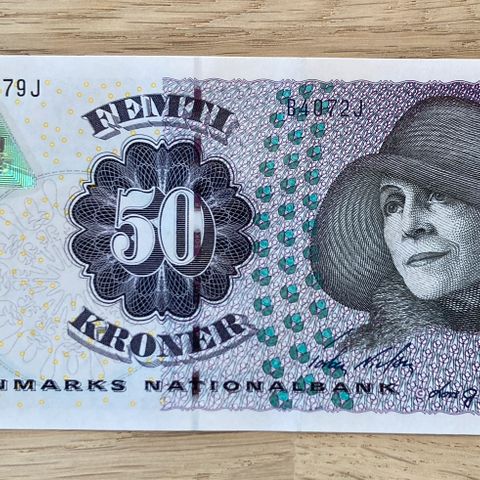 79J
FEMTI
B4072J
50
KRONER
NMARKS NATIONALBANK